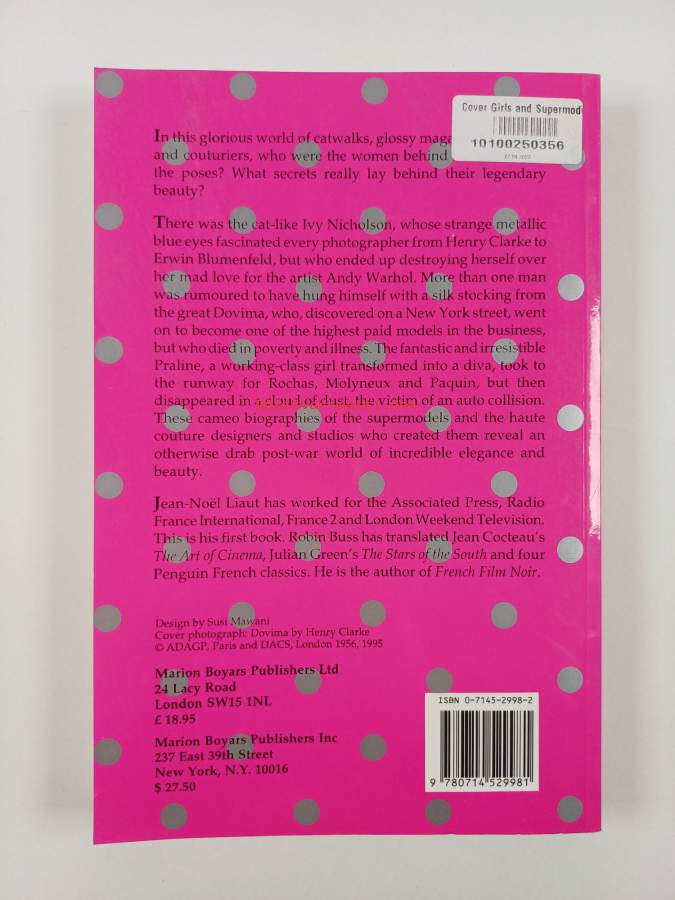 Cover Girls and Supermod
10100250356
In this glorious world of catwalks, glossy maga
and couturiers, who were the women behind
the poses? What secrets really lay behind their legendary
beauty?
There was the cat-like Ivy Nicholson, whose strange metallic
blue eyes fascinated every photographer from Henry Clarke to
Erwin Blumenfeld, but who ended up destroying herself over
her mad love for the artist Andy Warhol. More than one man
was rumoured to have hung himself with a silk stocking from
the great Dovima, who, discovered on a New York street, went
on to become one of the highest paid models in the business,
but who died in poverty and illness. The fantastic and irresistible
Praline, a working-class girl transformed into a diva, took to
the runway for Rochas, Molyneux and Paquin, but then
disappeared in a cloud of dust, the victim of an auto collision.
These cameo biographies of the supermodels and the haute
couture designers and studios who created them reveal an
otherwise drab post-war world of incredible elegance and
beauty.
Jean-Noël Liaut has worked for the Associated Press, Radio
France International, France 2 and London Weekend Television.
This is his first book. Robin Buss has translated Jean Cocteau's
The Art of Cinema, Julian Green's The Stars of the South and four
Penguin French classics. He is the author of French Film Noir.
Design by Susi Mawani
Cover photograph: Dovima by Henry Clarke
© ADAGP, Paris and DACS, London 1956, 1995
Marion Boyars Publishers Ltd
24 Lacy Road
London SW15 1NL
£ 18.95
Marion Boyars Publishers Inc
237 East 39th Street
New York, N.Y. 10016
$ 27.50
ISBN 0-7145-2998-2
9 780714 529981